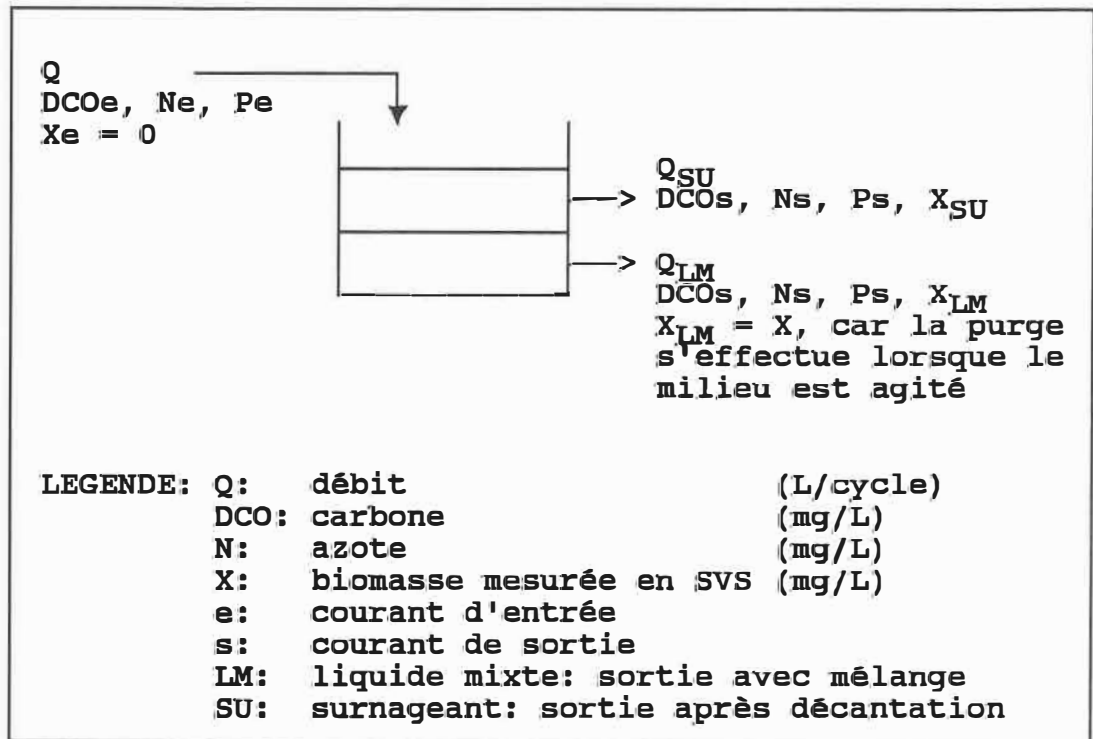 Q
DCOe, Ne, Pe
Xe = 0
QSU
DCOs, Ns, Ps, XSU
QLM
DCOs, Ns, Ps, XLM
XLM = X, car la purge
s'effectue lorsque le
milieu est agité
LEGENDE: Q: débit (L/cycle)
DCO: carbone (mg/L)
N: azote (mg/L)
X: biomasse mesurée en SVS (mg/L)
e: courant d'entrée
s: courant de sortie
LM: liquide mixte: sortie avec mélange
SU: surnageant: sortie après décantation